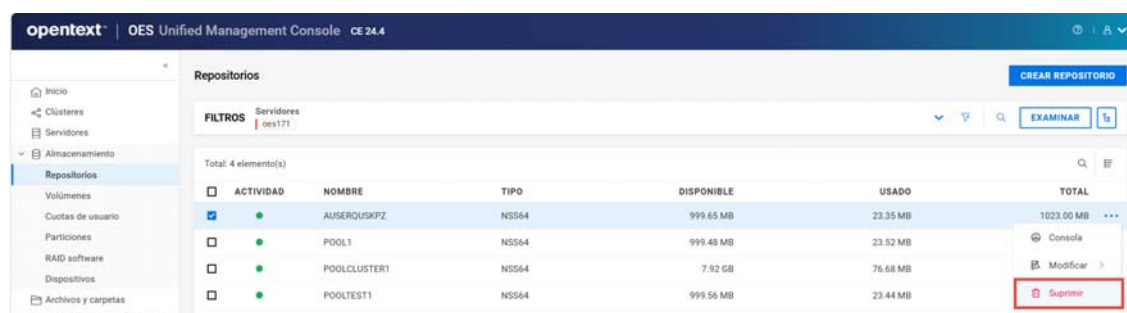 opentext™ | OES Unified Management Console CE 24.4
Repositorios
CREAR REPOSITORIO
Inicio
Clústeres
Servidores
Almacenamiento
Repositorios
Volúmenes
Cuotas de usuario
Particiones
RAID software
Dispositivos
Archivos y carpetas
FILTROS Servidores
oes171
EXAMINAR
Total: 4 elemento(s)
ACTIVIDAD NOMBRE TIPO DISPONIBLE USADO TOTAL
AUSERQUSKPZ NSS64 999.65 MB 23.35 MB 1023.00 MB
POOL1 NSS64 999.48 MB 23.52 MB
POOLCLUSTER1 NSS64 7.92 GB 76.68 MB
POOLTEST1 NSS64 999.56 MB 23.44 MB
Consola
Modificar
Suprimir